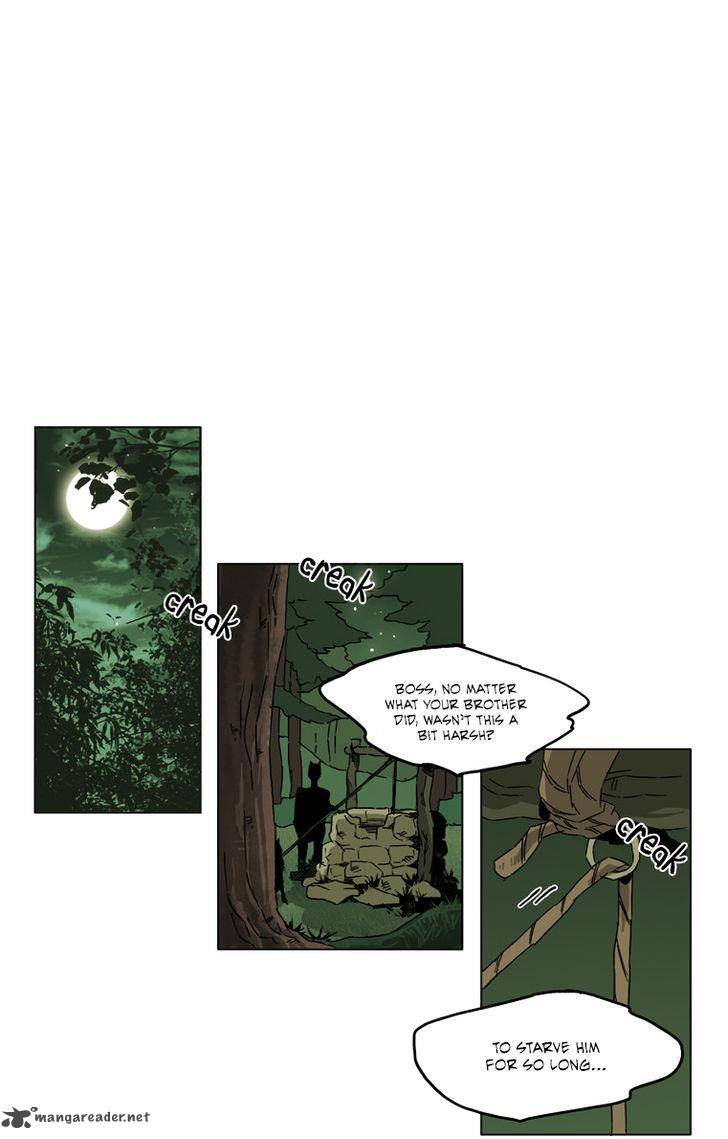 creak
creak
BOSS, NO MATTER
WHAT YOUR BROTHER
DID, WASN'T THIS A
BIT HARSH?
creak
TO STARVE HIM
FOR SO LONG...
mangareader.net